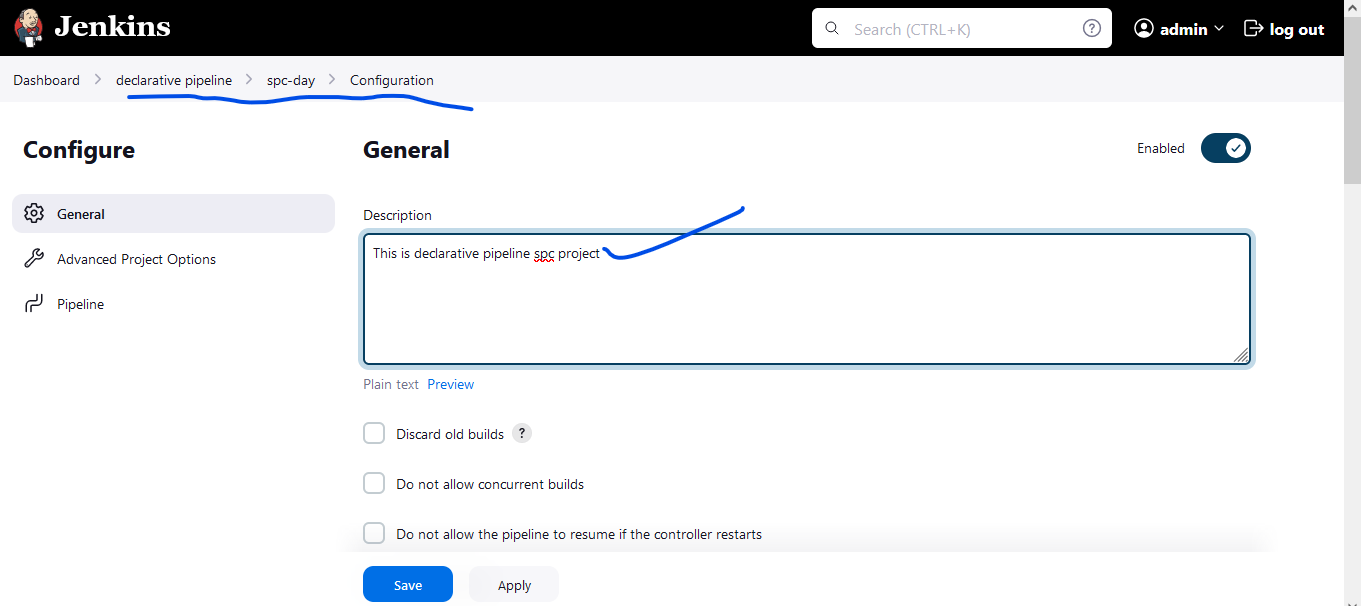 Jenkins
Search (CTRL+K)
?
admin
log out
Dashboard > declarative pipeline > spc-day > Configuration
Configure
General
Advanced Project Options
Pipeline
General
Enabled
Description
This is declarative pipeline spc project
Plain text Preview
Discard old builds ?
Do not allow concurrent builds
Do not allow the pipeline to resume if the controller restarts
Save
Apply